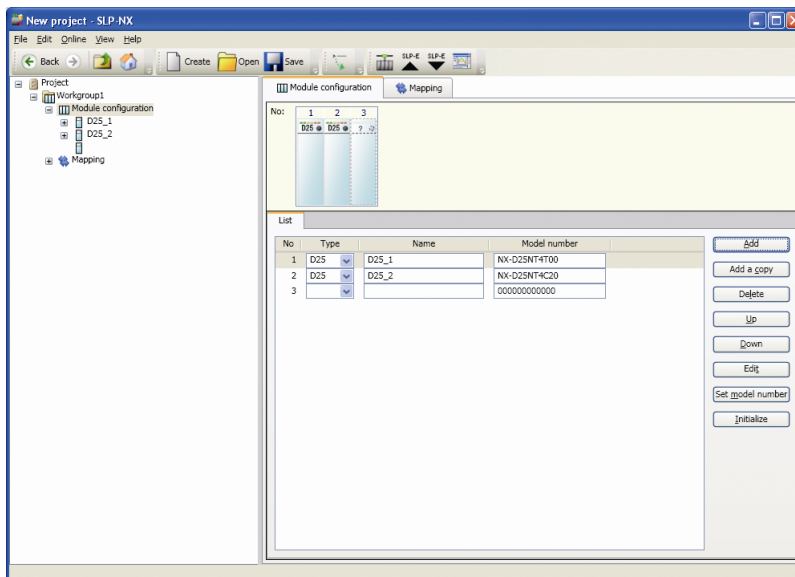 New project - SLP-NX
File Edit Online View Help
Back Create Open Save SLP-E SLP-E
Project
Workgroup1
Module configuration
D25_1
D25_2
Mapping
Module configuration Mapping
No: 1 2 3
D25 D25 ?
List
No Type Name Model number
1 D25 D25_1 NX-D25NT4T00
2 D25 D25_2 NX-D25NT4C20
3 000000000000
Add
Add a copy
Delete
Up
Down
Edit
Set model number
Initialize